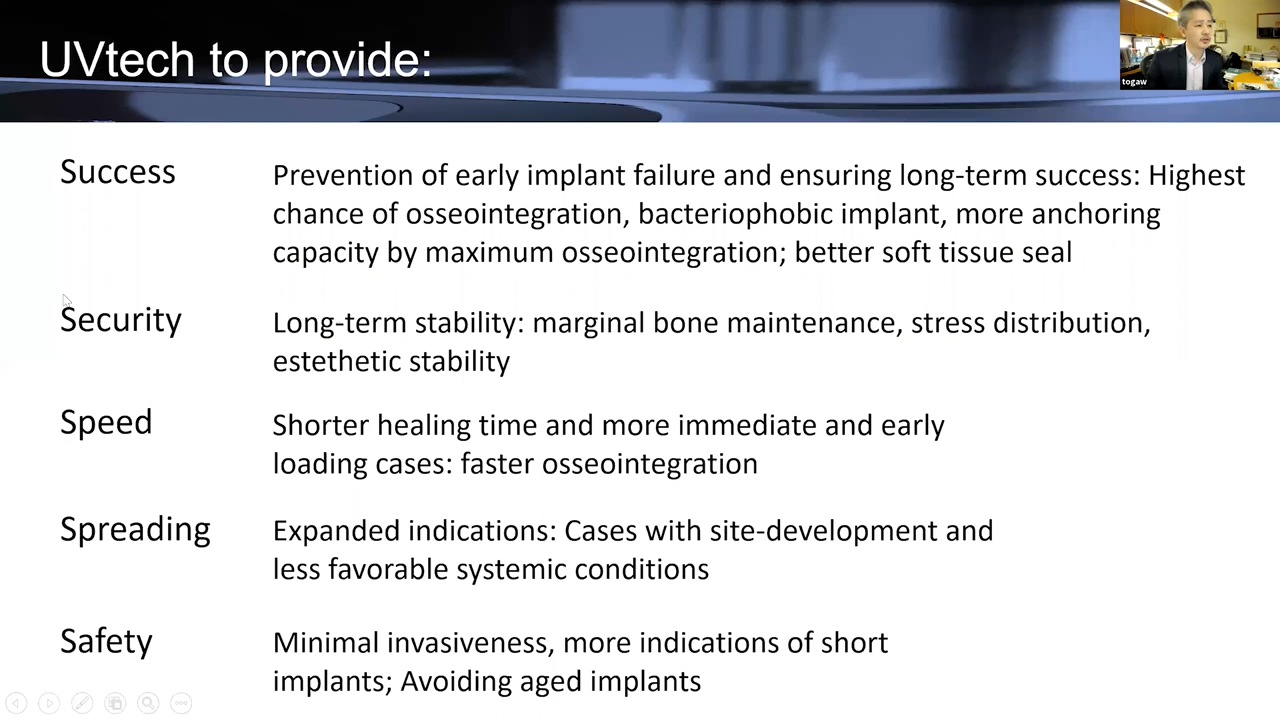 UVtech to provide:
togaw
Success
Prevention of early implant failure and ensuring long-term success: Highest
chance of osseointegration, bacteriophobic implant, more anchoring
capacity by maximum osseointegration; better soft tissue seal
Security
Long-term stability: marginal bone maintenance, stress distribution,
estethetic stability
Speed
Shorter healing time and more immediate and early
loading cases: faster osseointegration
Spreading
Expanded indications: Cases with site-development and
less favorable systemic conditions
Safety
Minimal invasiveness, more indications of short
implants; Avoiding aged implants